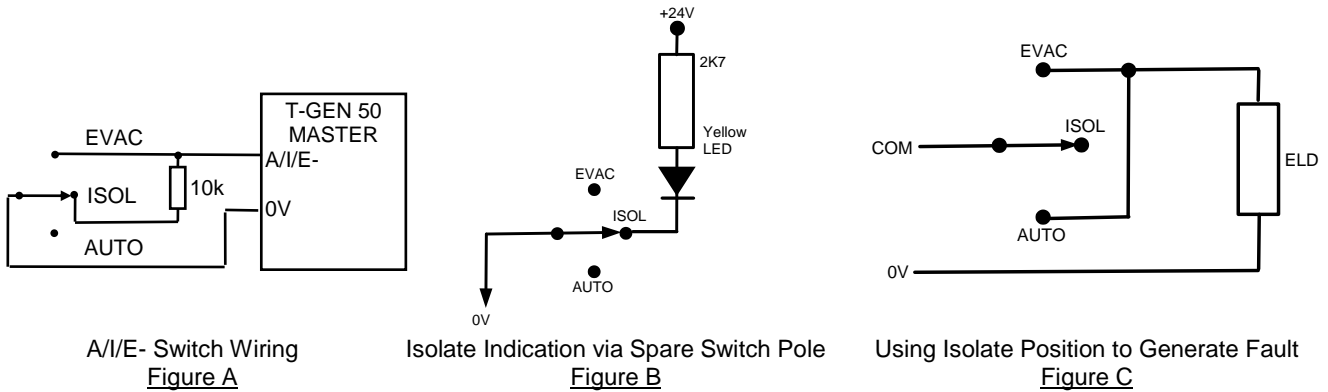 EVAC
ISOL
AUTO
10k
T-GEN 50
MASTER
A/I/E-
0V
A/I/E- Switch Wiring
Figure A
+24V
2K7
Yellow
LED
EVAC
ISOL
AUTO
0V
Isolate Indication via Spare Switch Pole
Figure B
EVAC
COM
ISOL
ELD
AUTO
0V
Using Isolate Position to Generate Fault
Figure C